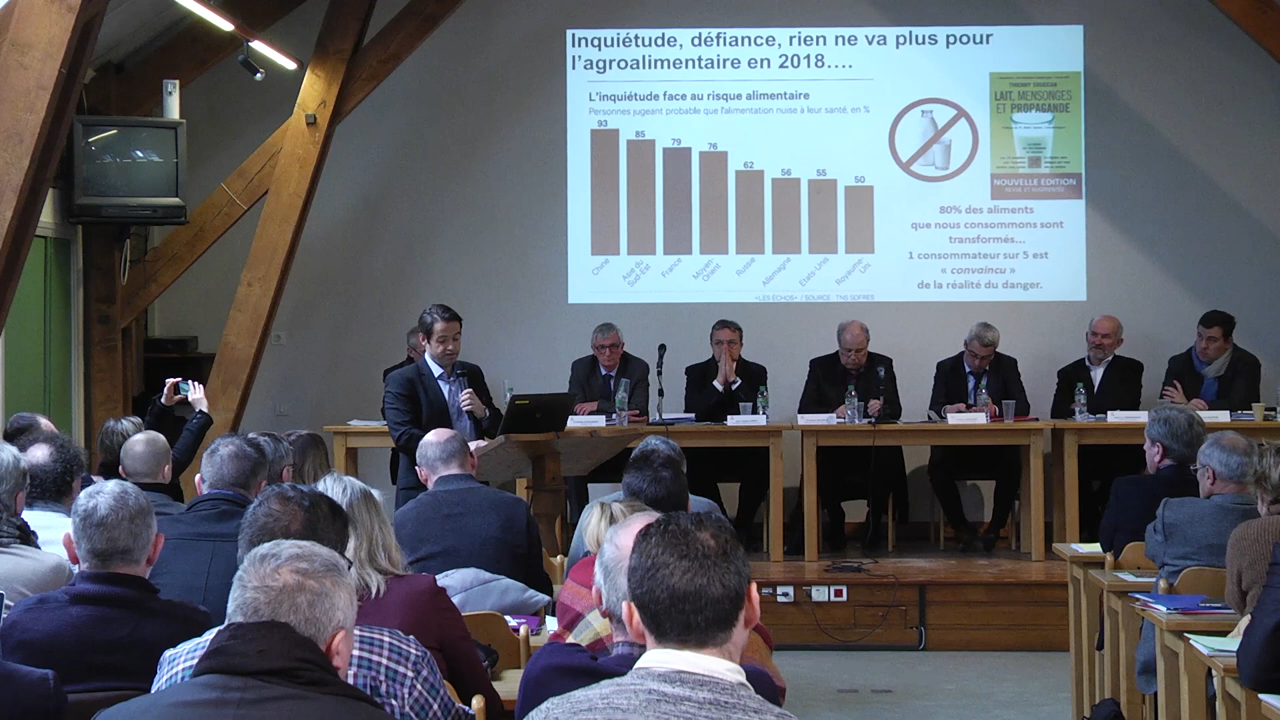 Inquiétude, défiance, rien ne va plus pour
l'agroalimentaire en 2018....
L'inquiétude face au risque alimentaire
Personnes jugeant probable que l'alimentation nuise à leur santé, en %
93
85
79
76
62
56
55
50
Chine
Asie du
Sud-Est
France
Moyen-
Orient
Russie
Allemagne
Etats-Unis
Royaume-
Uni
«LES ÉCHOS» / SOURCE : TNS SOFRES
THIERRY SOUCCAR
LAIT, MENSONGES
ET PROPAGANDE
NOUVELLE EDITION
REVUE ET AUGMENTÉE
80% des aliments
que nous consommons sont
transformés...
1 consommateur sur 5 est
« convaincu »
de la réalité du danger.